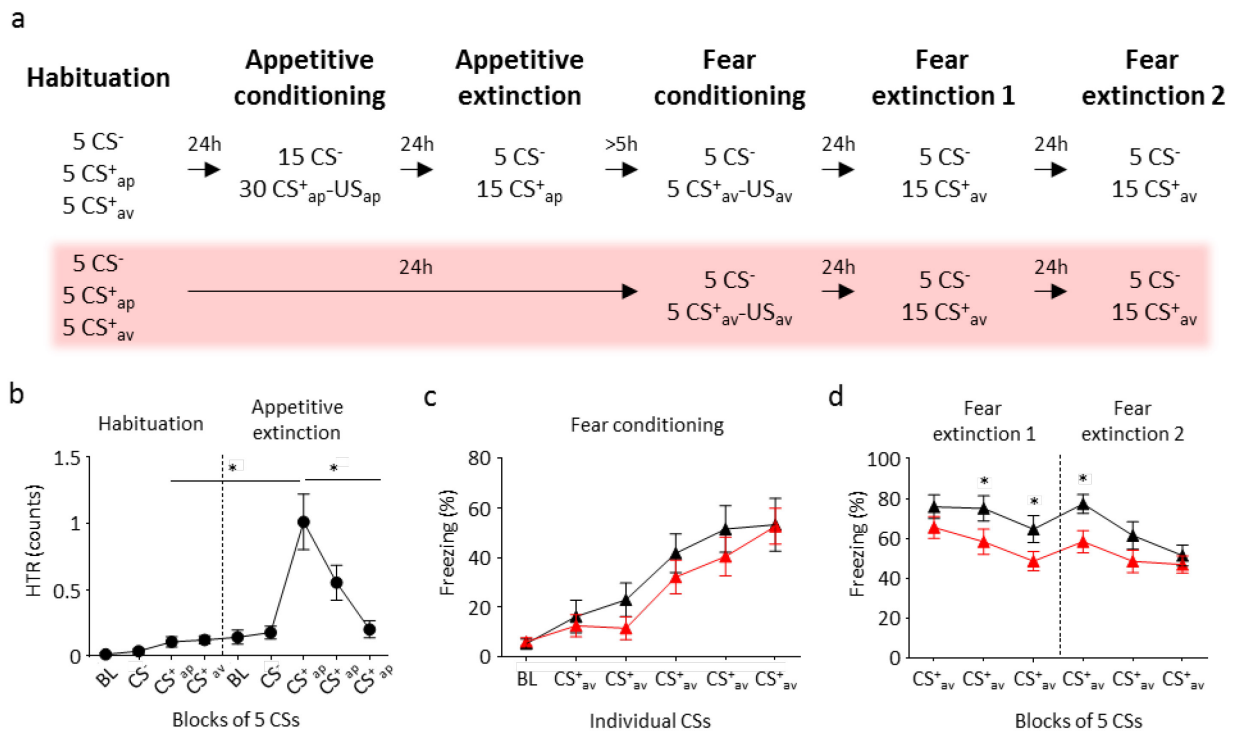 a
Habituation
Appetitive
conditioning
Appetitive
extinction
Fear
conditioning
Fear
extinction 1
Fear
extinction 2
5 CS⁻
5 CS⁺ap
5 CS⁺av
24h
15 CS⁻
30 CS⁺ap-USap
24h
5 CS⁻
15 CS⁺ap
>5h
5 CS⁻
5 CS⁺av-USav
24h
5 CS⁻
15 CS⁺av
24h
5 CS⁻
15 CS⁺av
5 CS⁻
5 CS⁺ap
5 CS⁺av
24h
5 CS⁻
5 CS⁺av-USav
24h
5 CS⁻
15 CS⁺av
24h
5 CS⁻
15 CS⁺av
b
Habituation
Appetitive
extinction
HTR (counts)
1.5
1
0.5
0
* *
BL CS⁻ CS⁺ap CS⁺av BL CS⁻ CS⁺ap CS⁺ap CS⁺ap
Blocks of 5 CSs
c
Fear conditioning
Freezing (%)
80
60
40
20
0
BL CS⁺av CS⁺av CS⁺av CS⁺av CS⁺av
Individual CSs
d
Fear
extinction 1
Fear
extinction 2
Freezing (%)
100
80
60
40
20
0
* * *
CS⁺av CS⁺av CS⁺av CS⁺av CS⁺av CS⁺av
Blocks of 5 CSs